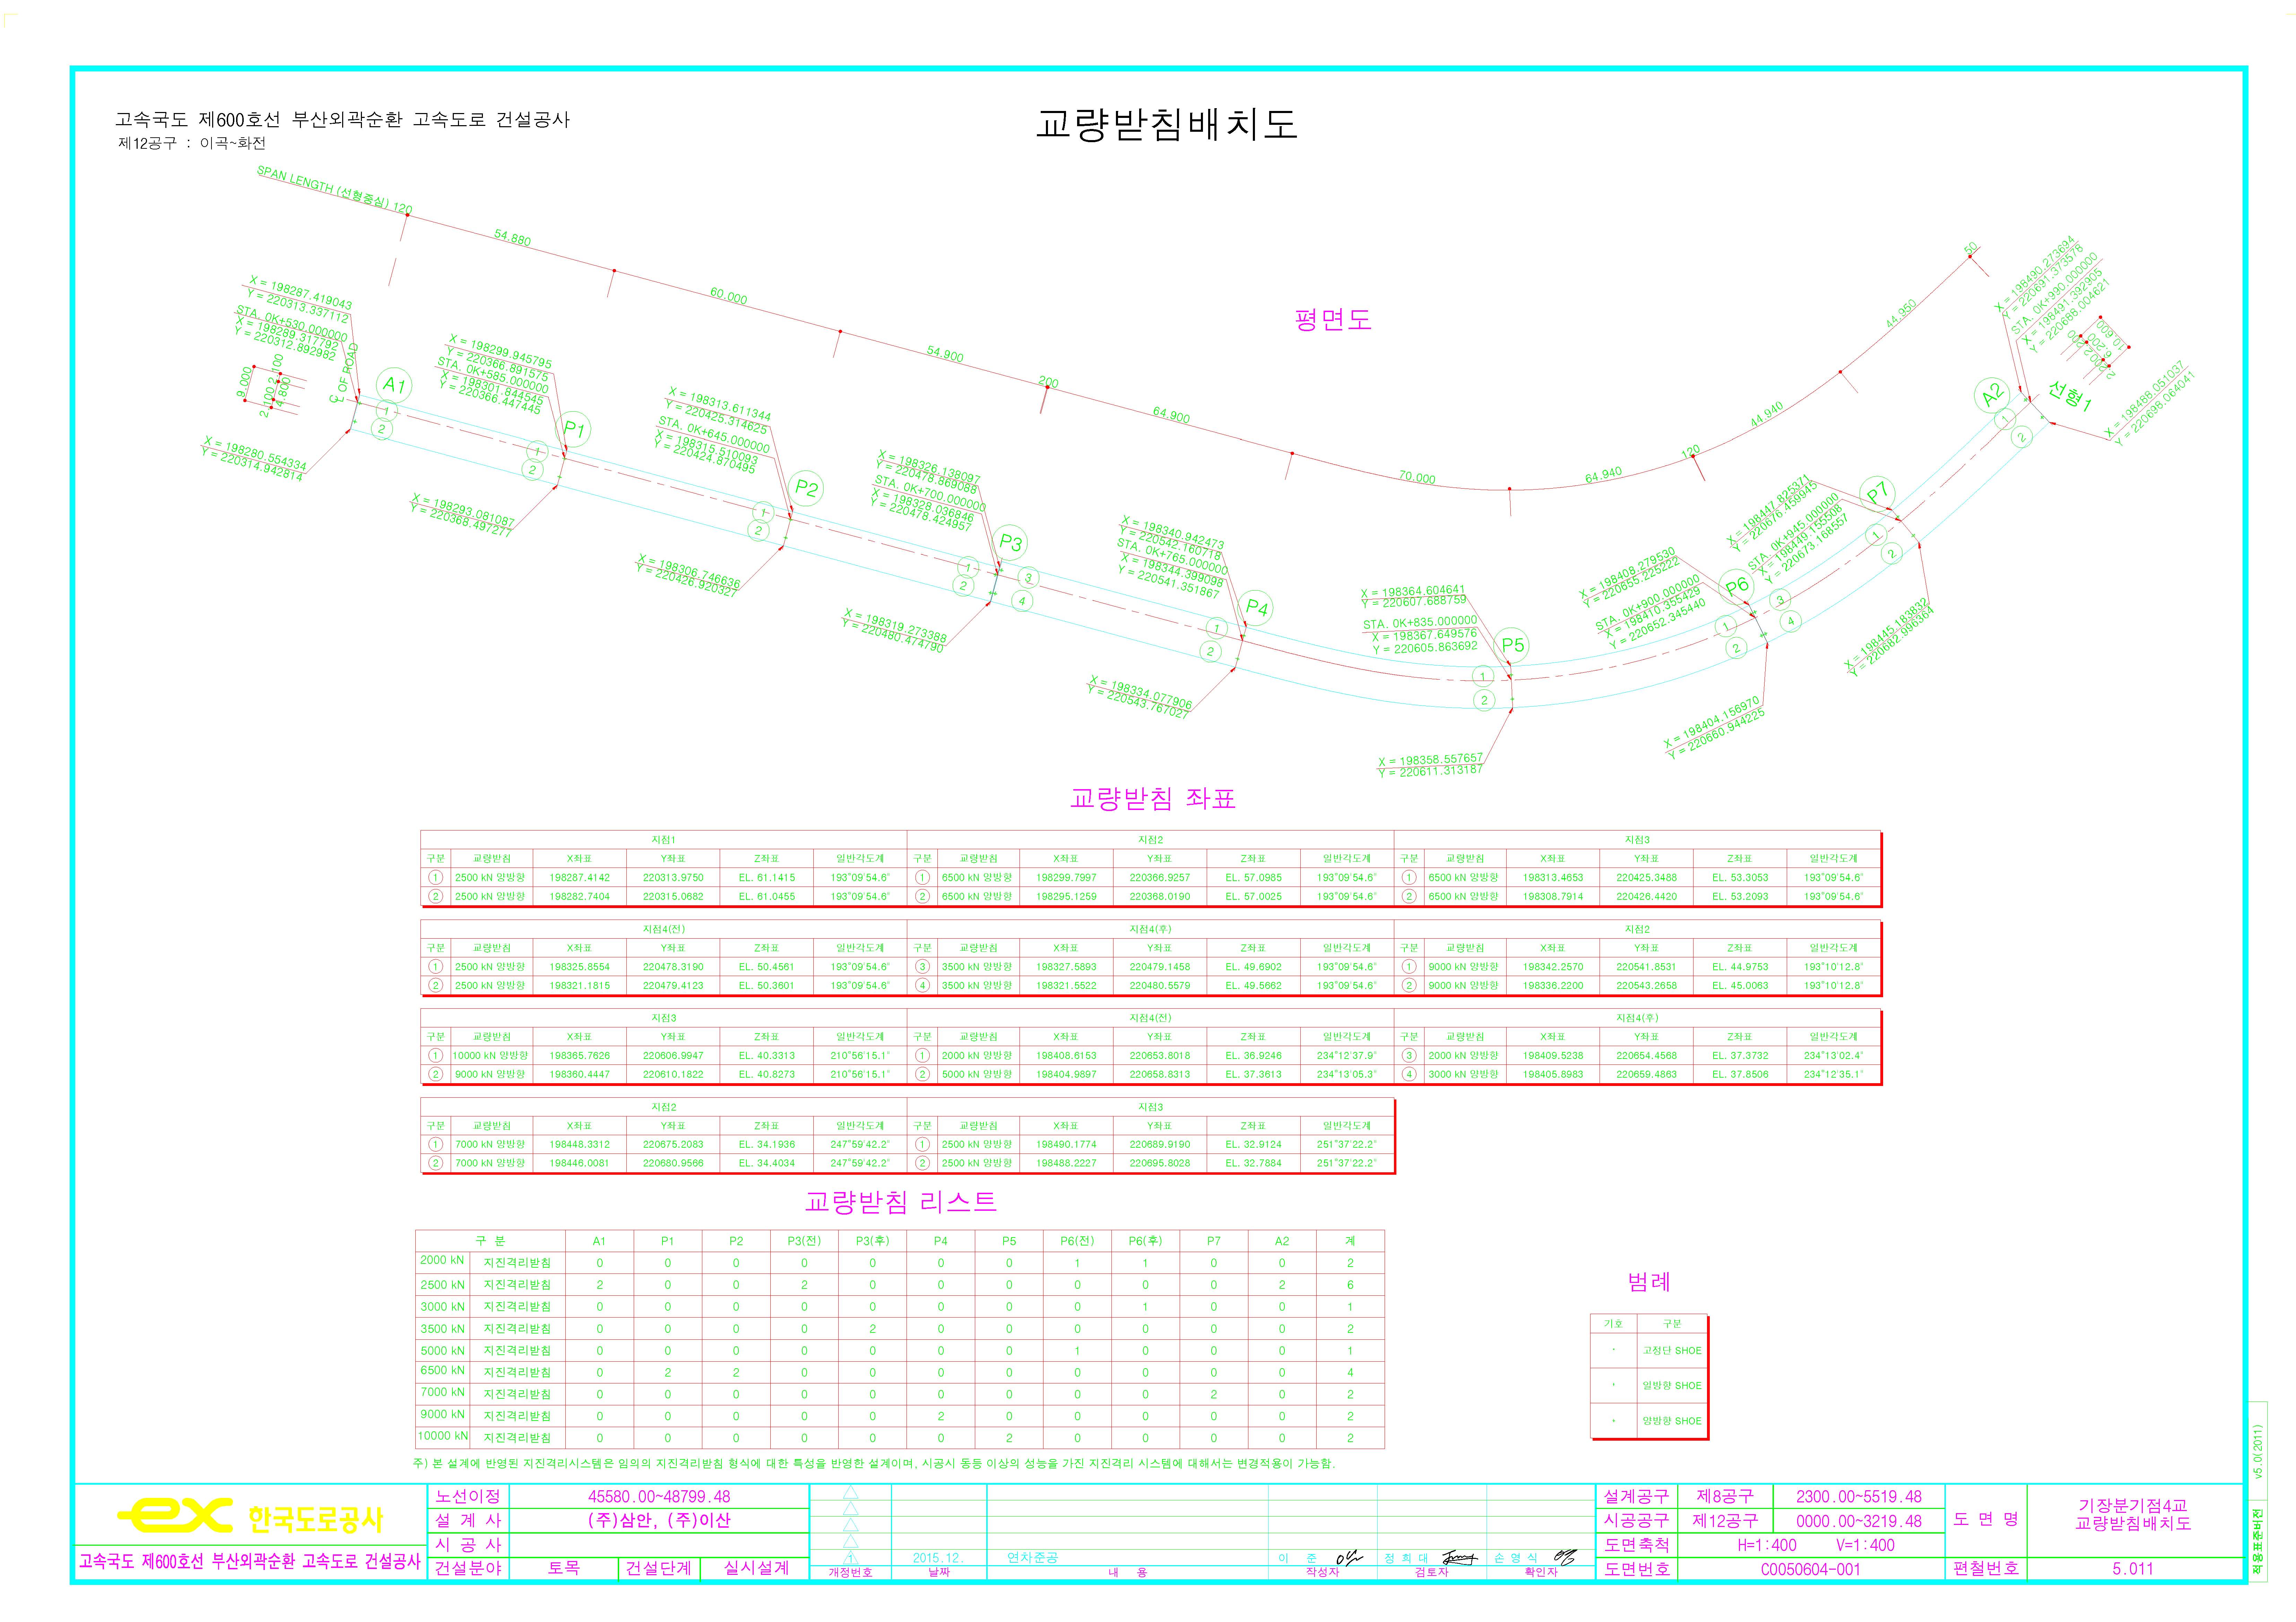 고속국도 제600호선 부산외곽순환 고속도로 건설공사
제12공구 : 이곡~화전
교량받침배치도
SPAN LENGTH (선형중심) 120
54.880
60.000
54.900
200
64.900
70.000
64.940
120
44.940
44.950
50
평면도
X = 198287.419043
Y = 220313.337112
STA. 0K+530.000000
X = 198289.317792
Y = 220312.892982
9.000
2.100
2.100
4.800
C L OF ROAD
A1
1
2
X = 198280.554334
Y = 220314.942814
X = 198299.945795
Y = 220366.891575
STA. 0K+585.000000
X = 198301.844545
Y = 220366.447445
P1
1
2
X = 198293.081087
Y = 220368.497277
X = 198313.611344
Y = 220425.314625
STA. 0K+645.000000
X = 198315.510093
Y = 220424.870495
P2
1
2
X = 198306.746636
Y = 220426.920327
X = 198326.138097
Y = 220478.869088
STA. 0K+700.000000
X = 198328.036846
Y = 220478.424957
P3
1
3
2
4
X = 198319.273388
Y = 220480.474790
X = 198340.942473
Y = 220542.160718
STA. 0K+765.000000
X = 198344.399098
Y = 220541.351867
P4
1
2
X = 198334.077906
Y = 220543.767027
X = 198364.604641
Y = 220607.688759
STA. 0K+835.000000
X = 198367.649576
Y = 220605.863692
P5
1
2
X = 198358.557657
Y = 220611.313187
X = 198408.279530
Y = 220655.225222
STA. 0K+900.000000
X = 198410.355429
Y = 220652.345440
P6
1
3
2
4
X = 198404.156970
Y = 220660.944225
X = 198447.825371
Y = 220676.459945
STA. 0K+945.000000
X = 198449.155508
Y = 220673.168557
P7
1
2
X = 198445.183832
Y = 220682.996364
X = 198490.273694
Y = 220691.373578
STA. 0K+990.000000
X = 198491.392905
Y = 220688.004621
10.600
6.200
A2
선형1
1
2
X = 198488.051037
Y = 220698.064041
교량받침 좌표
지점1 지점2 지점3
구분 교량받침 X좌표 Y좌표 Z좌표 일반각도계 구분 교량받침 X좌표 Y좌표 Z좌표 일반각도계 구분 교량받침 X좌표 Y좌표 Z좌표 일반각도계
① 2500 kN 양방향 198287.4142 220313.9750 EL. 61.1415 193°09'54.6" ① 6500 kN 양방향 198299.7997 220366.9257 EL. 57.0985 193°09'54.6" ① 6500 kN 양방향 198313.4653 220425.3488 EL. 53.3053 193°09'54.6"
② 2500 kN 양방향 198282.7404 220315.0682 EL. 61.0455 193°09'54.6" ② 6500 kN 양방향 198295.1259 220368.0190 EL. 57.0025 193°09'54.6" ② 6500 kN 양방향 198308.7914 220426.4420 EL. 53.2093 193°09'54.6"
지점4(전) 지점4(후) 지점2
구분 교량받침 X좌표 Y좌표 Z좌표 일반각도계 구분 교량받침 X좌표 Y좌표 Z좌표 일반각도계 구분 교량받침 X좌표 Y좌표 Z좌표 일반각도계
① 2500 kN 양방향 198325.8554 220478.3190 EL. 50.4561 193°09'54.6" ③ 3500 kN 양방향 198327.5893 220479.1458 EL. 49.6902 193°09'54.6" ① 9000 kN 양방향 198342.2570 220541.8531 EL. 44.9753 193°10'12.8"
② 2500 kN 양방향 198321.1815 220479.4123 EL. 50.3601 193°09'54.6" ④ 3500 kN 양방향 198321.5522 220480.5579 EL. 49.5662 193°09'54.6" ② 9000 kN 양방향 198336.2200 220543.2658 EL. 45.0063 193°10'12.8"
지점3 지점4(전) 지점4(후)
구분 교량받침 X좌표 Y좌표 Z좌표 일반각도계 구분 교량받침 X좌표 Y좌표 Z좌표 일반각도계 구분 교량받침 X좌표 Y좌표 Z좌표 일반각도계
① 10000 kN 양방향 198365.7626 220606.9947 EL. 40.3313 210°56'15.1" ① 2000 kN 양방향 198408.6153 220653.8018 EL. 36.9246 234°12'37.9" ③ 2000 kN 양방향 198409.5238 220654.4568 EL. 37.3732 234°13'02.4"
② 9000 kN 양방향 198360.4447 220610.1822 EL. 40.8273 210°56'15.1" ② 5000 kN 양방향 198404.9897 220658.8313 EL. 37.3613 234°13'05.3" ④ 3000 kN 양방향 198405.8983 220659.4863 EL. 37.8506 234°12'35.1"
지점2 지점3
구분 교량받침 X좌표 Y좌표 Z좌표 일반각도계 구분 교량받침 X좌표 Y좌표 Z좌표 일반각도계
① 7000 kN 양방향 198448.3312 220675.2083 EL. 34.1936 247°59'42.2" ① 2500 kN 양방향 198490.1774 220689.9190 EL. 32.9124 251°37'22.2"
② 7000 kN 양방향 198446.0081 220680.9566 EL. 34.4034 247°59'42.2" ② 2500 kN 양방향 198488.2227 220695.8028 EL. 32.7884 251°37'22.2"
교량받침 리스트
구 분 A1 P1 P2 P3(전) P3(후) P4 P5 P6(전) P6(후) P7 A2 계
2000 kN 지진격리받침 0 0 0 0 0 0 0 1 1 0 0 2
2500 kN 지진격리받침 2 0 0 2 0 0 0 0 0 0 2 6
3000 kN 지진격리받침 0 0 0 0 0 0 0 0 1 0 0 1
3500 kN 지진격리받침 0 0 0 0 2 0 0 0 0 0 0 2
5000 kN 지진격리받침 0 0 0 0 0 0 0 1 0 0 0 1
6500 kN 지진격리받침 0 2 2 0 0 0 0 0 0 0 0 4
7000 kN 지진격리받침 0 0 0 0 0 0 0 0 0 2 0 2
9000 kN 지진격리받침 0 0 0 0 0 2 0 0 0 0 0 2
10000 kN 지진격리받침 0 0 0 0 0 0 2 0 0 0 0 2
주) 본 설계에 반영된 지진격리시스템은 임의의 지진격리받침 형식에 대한 특성을 반영한 설계이며, 시공시 동등 이상의 성능을 가진 지진격리 시스템에 대해서는 변경적용이 가능함.
범례
기호 구분
고정단 SHOE
일방향 SHOE
양방향 SHOE
v5.0(2011)
적용표준버전
ex 한국도로공사
고속국도 제600호선 부산외곽순환 고속도로 건설공사
노선이정 45580.00~48799.48
설 계 사 (주)삼안, (주)이산
시 공 사
건설분야 토목 건설단계 실시설계
1 2015.12. 연차준공 이 준 정희대 손영식
개정번호 날짜 내 용 작성자 검토자 확인자
설계공구 제8공구 2300.00~5519.48
시공공구 제12공구 0000.00~3219.48
도면축척 H=1:400 V=1:400
도면번호 C0050604-001
도 면 명 기장분기점4교
교량받침배치도
편철번호 5.011